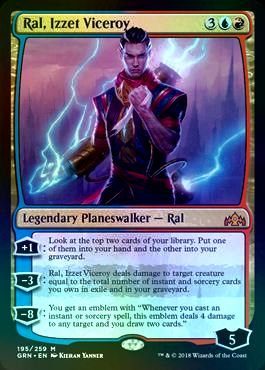 Ral, Izzet Viceroy 3
Legendary Planeswalker — Ral
+1: Look at the top two cards of your library. Put one
of them into your hand and the other into your
graveyard.
-3: Ral, Izzet Viceroy deals damage to target creature
equal to the total number of instant and sorcery cards
you own in exile and in your graveyard.
-8: You get an emblem with "Whenever you cast an
instant or sorcery spell, this emblem deals 4 damage
to any target and you draw two cards."
5
195/259 M
GRN • EN KIERAN YANNER
™ & © 2018 Wizards of the Coast